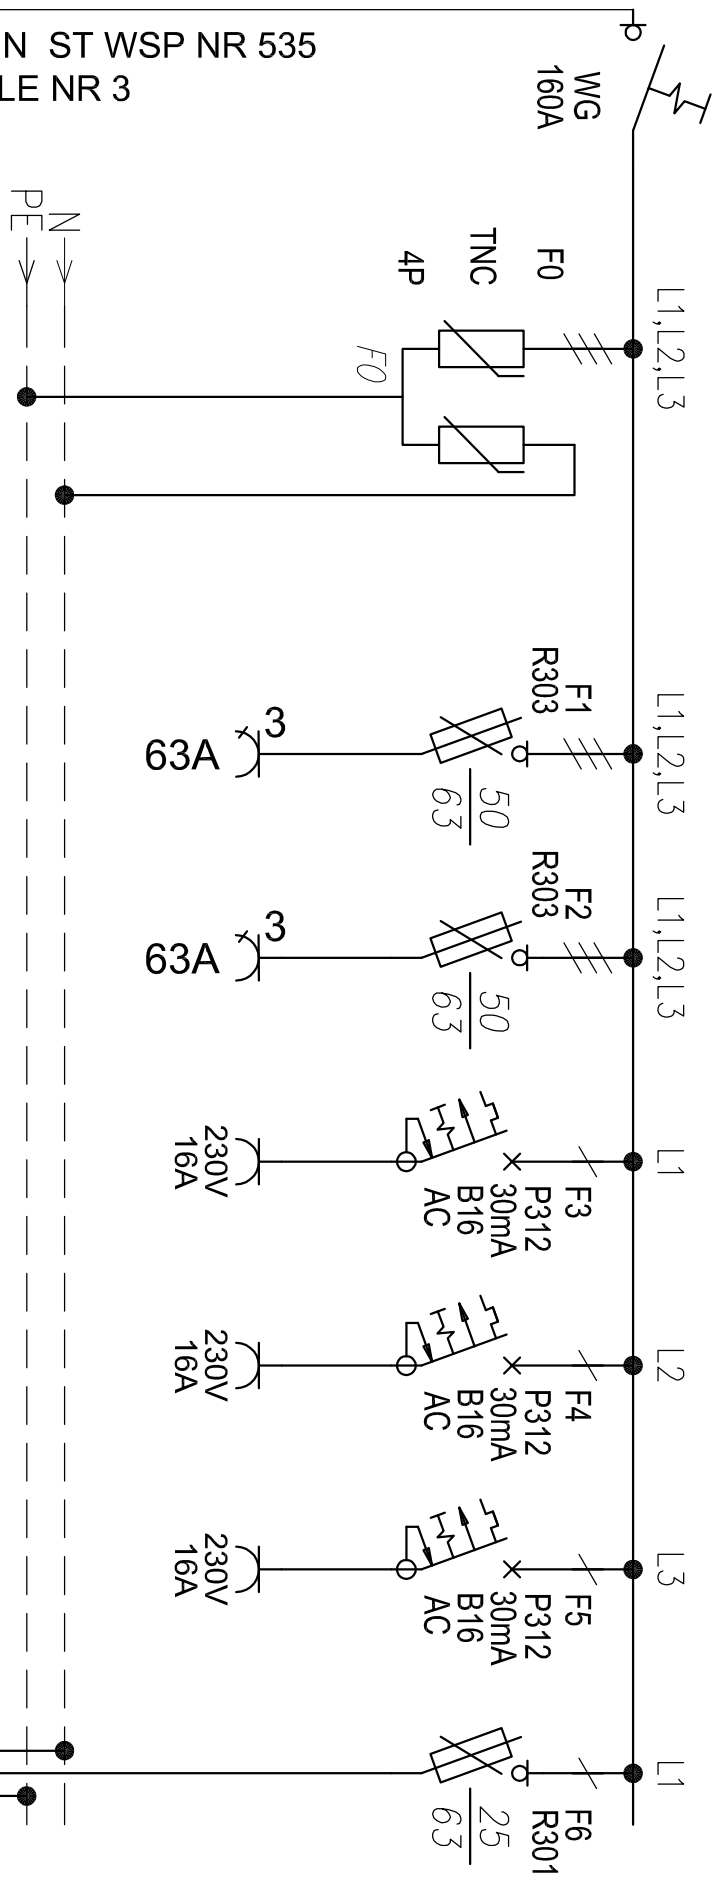 N ST WSP NR 535
LE NR 3
WG
160A
PE
N
L1,L2,L3
F0
TNC
4P
F0
L1,L2,L3
F1
R303
50
63
3
63A
L1,L2,L3
F2
R303
50
63
3
63A
L1
F3
P312
30mA
B16
AC
230V
16A
L2
F4
P312
30mA
B16
AC
230V
16A
L3
F5
P312
30mA
B16
AC
230V
16A
L1
F6
R301
25
63